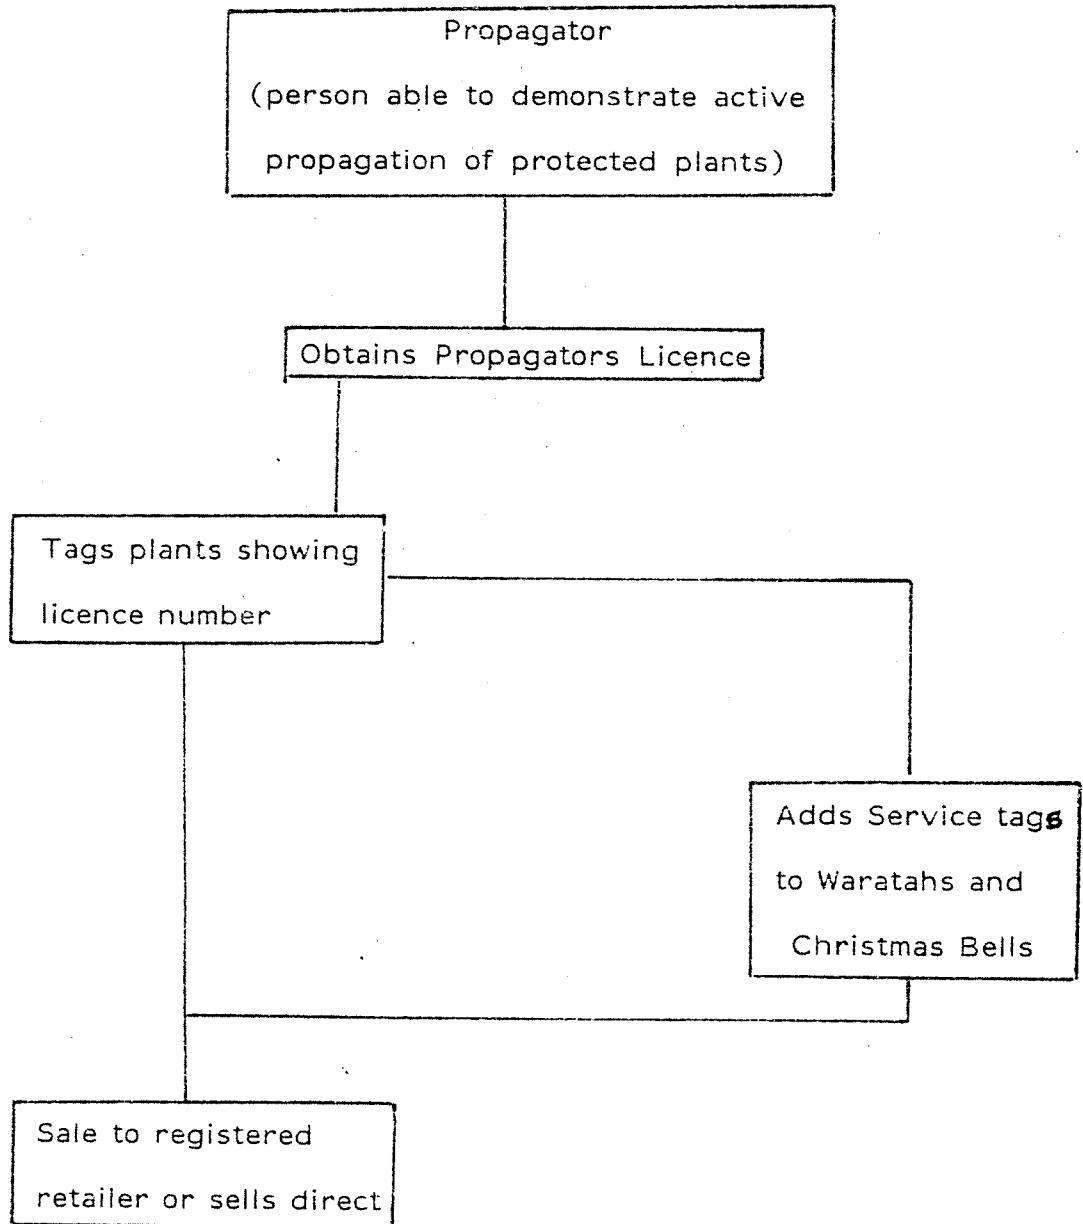 Propagator
(person able to demonstrate active
propagation of protected plants)
Obtains Propagators Licence
Tags plants showing
licence number
Adds Service tags
to Waratahs and
Christmas Bells
Sale to registered
retailer or sells direct